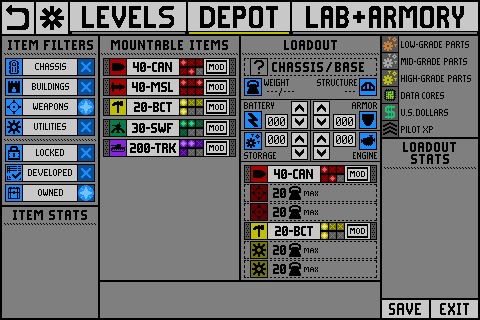 LEVELS DEPOT LAB+ARMORY
ITEM FILTERS
CHASSIS
BUILDINGS
WEAPONS
UTILITIES
LOCKED
DEVELOPED
OWNED
ITEM STATS
MOUNTABLE ITEMS
40-CAN MOD
40-MSL MOD
20-BCT MOD
30-SWF MOD
200-TRK MOD
LOADOUT
? CHASSIS/BASE
WEIGHT STRUCTURE
--/--
BATTERY ARMOR
000 000
000 000
STORAGE ENGINE
40-CAN MOD
20 MAX
20 MAX
20-BCT MOD
20 MAX
20 MAX
LOW-GRADE PARTS
MID-GRADE PARTS
HIGH-GRADE PARTS
DATA CORES
$ U.S.DOLLARS
PILOT XP
LOADOUT
STATS
SAVE EXIT